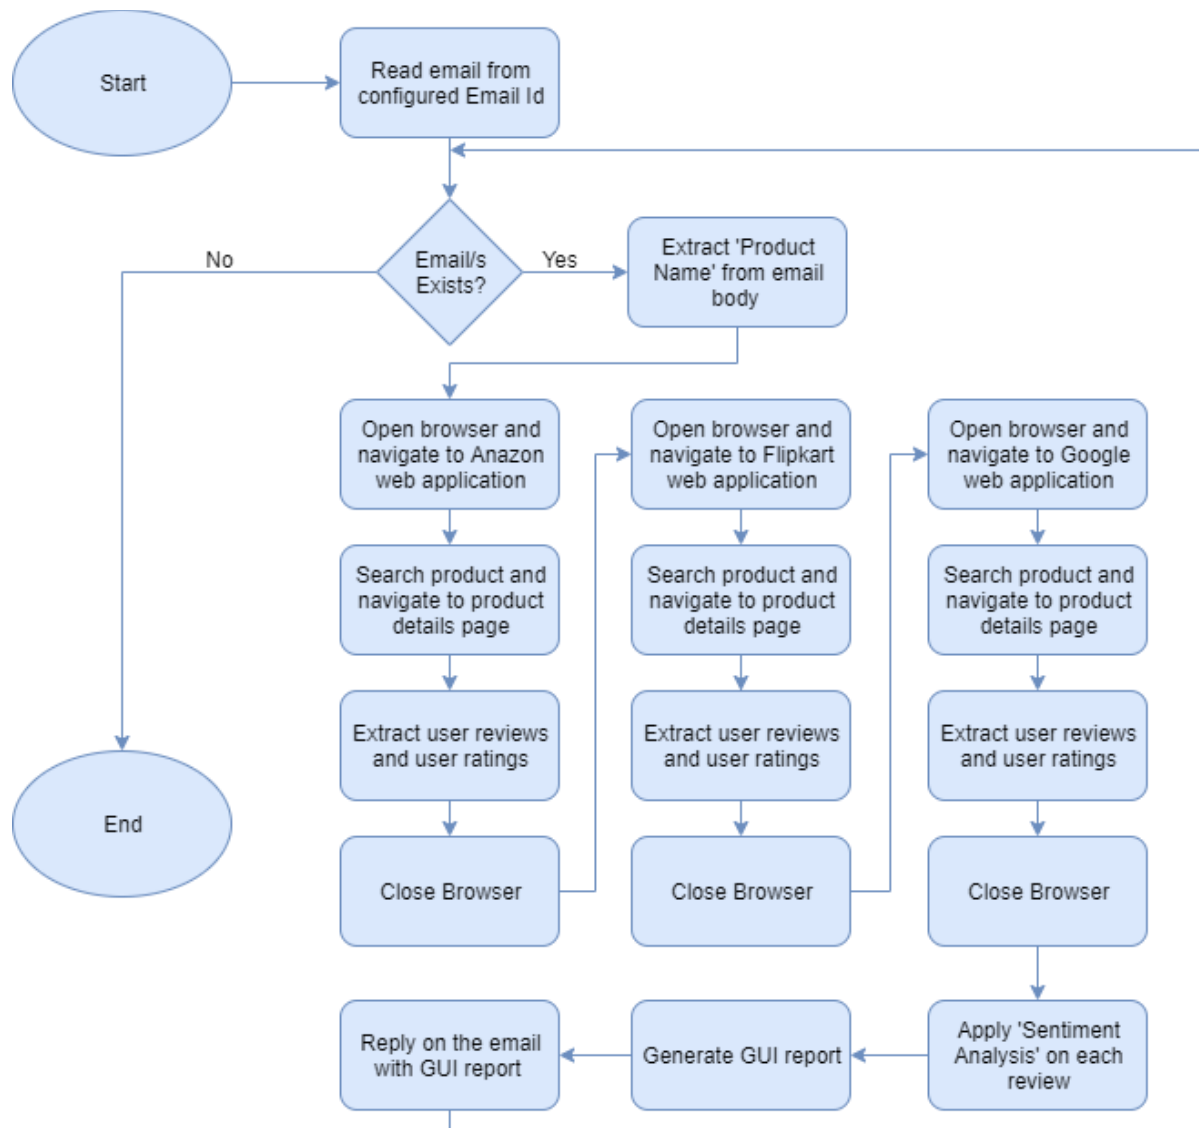 Start
Read email from
configured Email Id
No
Email/s
Exists?
Yes
Extract 'Product
Name' from email
body
Open browser and
navigate to Anazon
web application
Open browser and
navigate to Flipkart
web application
Open browser and
navigate to Google
web application
Search product and
navigate to product
details page
Search product and
navigate to product
details page
Search product and
navigate to product
details page
Extract user reviews
and user ratings
Extract user reviews
and user ratings
Extract user reviews
and user ratings
End
Close Browser
Close Browser
Close Browser
Reply on the email
with GUI report
Generate GUI report
Apply 'Sentiment
Analysis' on each
review